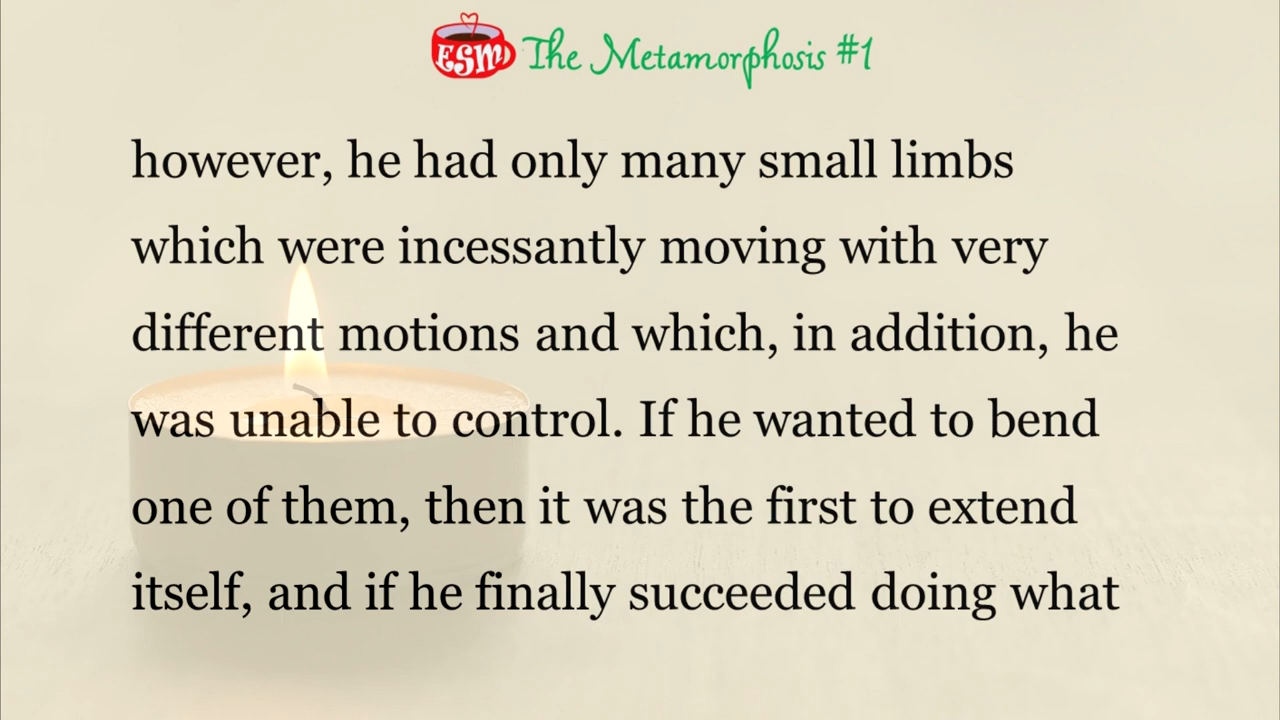 ESM The Metamorphosis #1
however, he had only many small limbs
which were incessantly moving with very
different motions and which, in addition, he
was unable to control. If he wanted to bend
one of them, then it was the first to extend
itself, and if he finally succeeded doing what